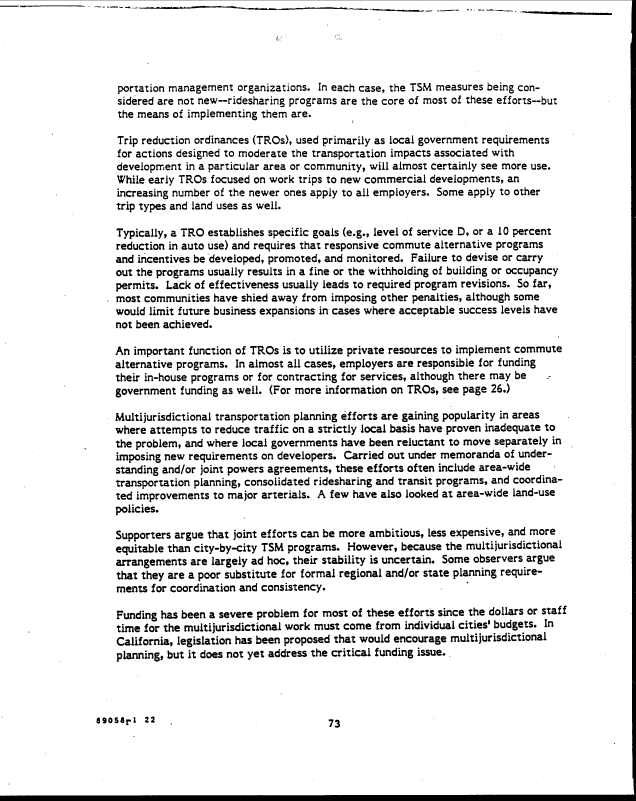 portation management organizations. In each case, the TSM measures being con-
sidered are not new--ridesharing programs are the core of most of these efforts--but
the means of implementing them are.
Trip reduction ordinances (TROs), used primarily as local government requirements
for actions designed to moderate the transportation impacts associated with
development in a particular area or community, will almost certainly see more use.
While early TROs focused on work trips to new commercial developments, an
increasing number of the newer ones apply to all employers. Some apply to other
trip types and land uses as well.
Typically, a TRO establishes specific goals (e.g., level of service D, or a 10 percent
reduction in auto use) and requires that responsive commute alternative programs
and incentives be developed, promoted, and monitored. Failure to devise or carry
out the programs usually results in a fine or the withholding of building or occupancy
permits. Lack of effectiveness usually leads to required program revisions. So far,
most communities have shied away from imposing other penalties, although some
would limit future business expansions in cases where acceptable success levels have
not been achieved.
An important function of TROs is to utilize private resources to implement commute
alternative programs. In almost all cases, employers are responsible for funding
their in-house programs or for contracting for services, although there may be
government funding as well. (For more information on TROs, see page 26.)
Multijurisdictional transportation planning efforts are gaining popularity in areas
where attempts to reduce traffic on a strictly local basis have proven inadequate to
the problem, and where local governments have been reluctant to move separately in
imposing new requirements on developers. Carried out under memoranda of under-
standing and/or joint powers agreements, these efforts often include area-wide
transportation planning, consolidated ridesharing and transit programs, and coordina-
ted improvements to major arterials. A few have also looked at area-wide land-use
policies.
Supporters argue that joint efforts can be more ambitious, less expensive, and more
equitable than city-by-city TSM programs. However, because the multijurisdictional
arrangements are largely ad hoc, their stability is uncertain. Some observers argue
that they are a poor substitute for formal regional and/or state planning require-
ments for coordination and consistency.
Funding has been a severe problem for most of these efforts since the dollars or staff
time for the multijurisdictional work must come from individual cities' budgets. In
California, legislation has been proposed that would encourage multijurisdictional
planning, but it does not yet address the critical funding issue.
89058r1 22
73